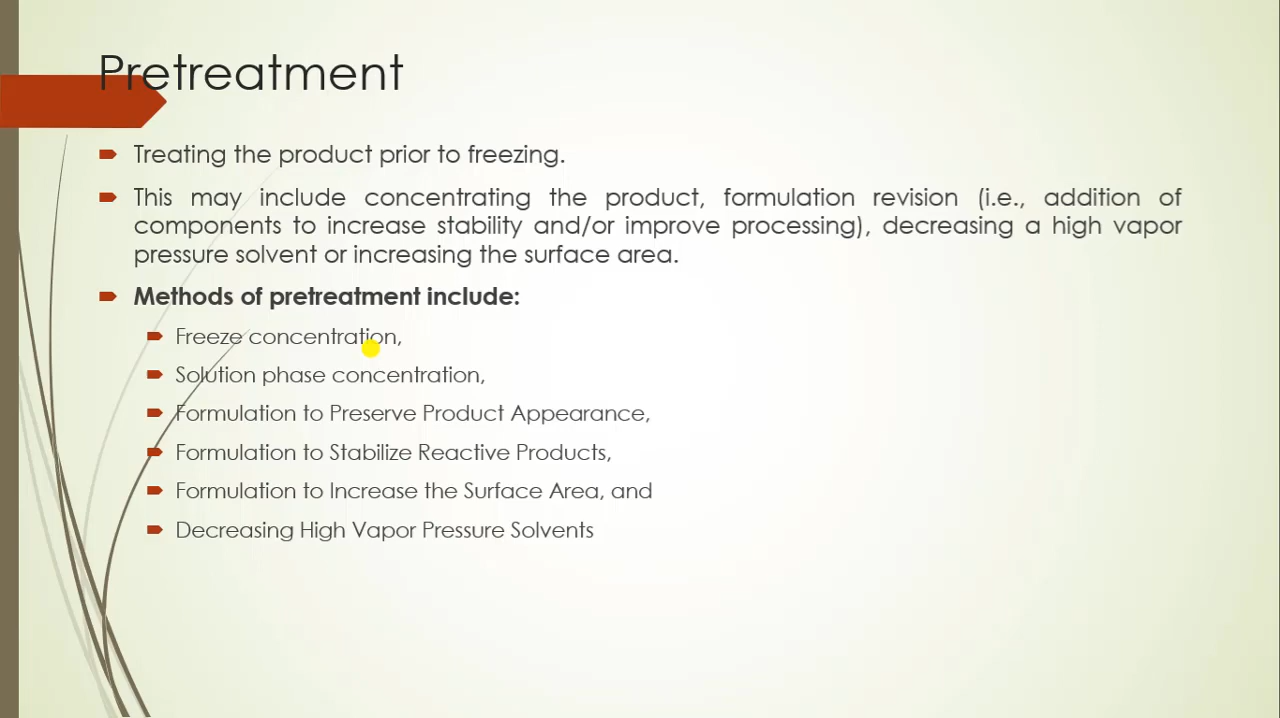 Pretreatment
Treating the product prior to freezing.
This may include concentrating the product, formulation revision (i.e., addition of
components to increase stability and/or improve processing), decreasing a high vapor
pressure solvent or increasing the surface area.
Methods of pretreatment include:
Freeze concentration,
Solution phase concentration,
Formulation to Preserve Product Appearance,
Formulation to Stabilize Reactive Products,
Formulation to Increase the Surface Area, and
Decreasing High Vapor Pressure Solvents